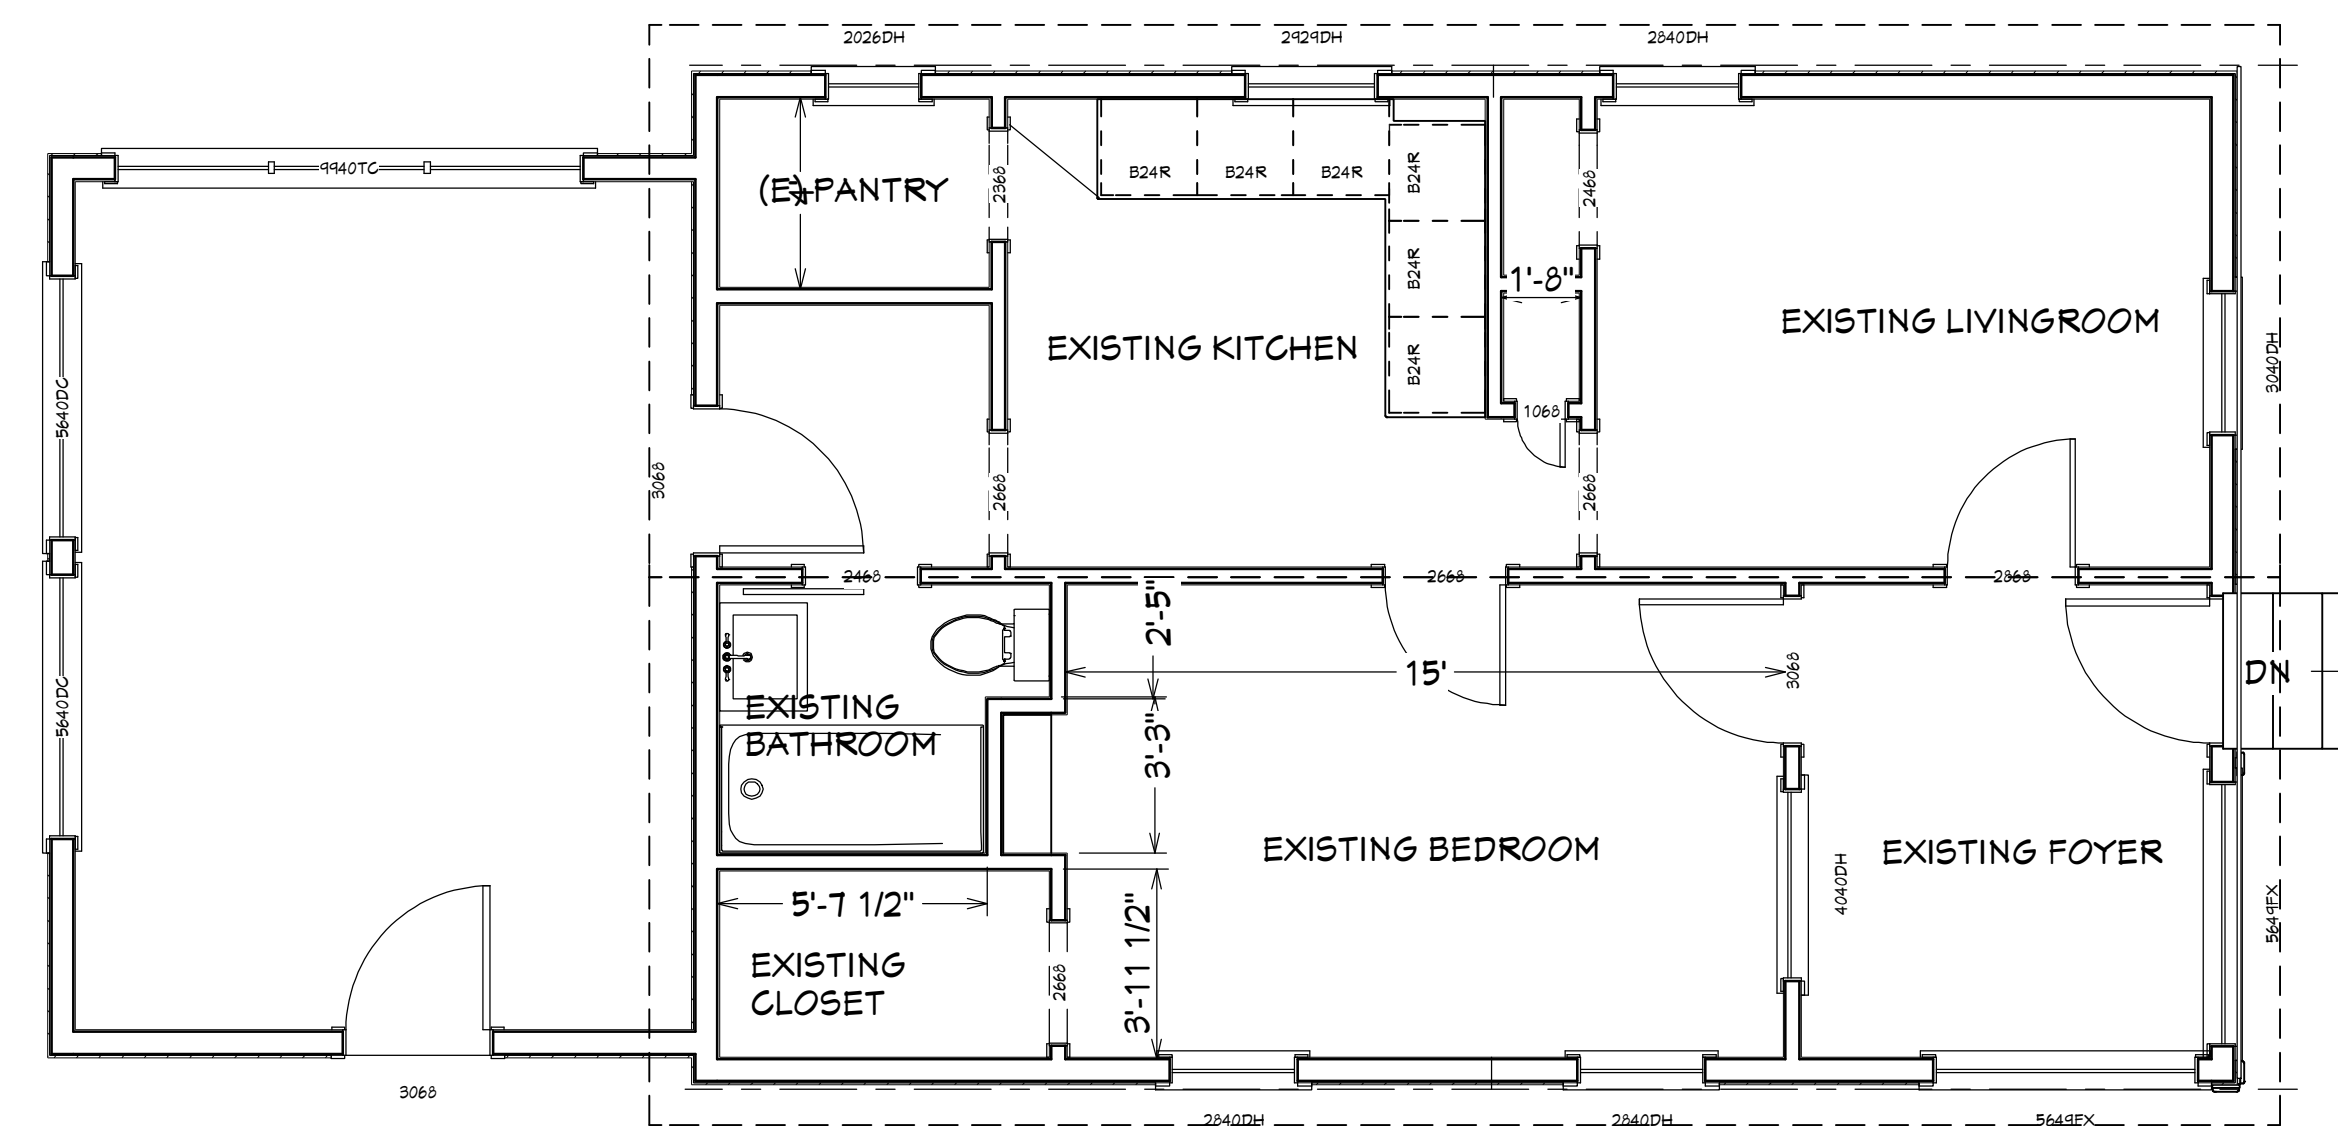 2026DH
2929DH
2840DH
9940TC
(E) PANTRY
2368
B24R
B24R
B24R
B24R
B24R
B24R
2468
1'-8"
1068
EXISTING KITCHEN
EXISTING LIVINGROOM
3040DH
5640DC
3068
2668
2668
2468
2668
2868
2'-5"
15'
3068
DN
5640DC
EXISTING
BATHROOM
3'-3"
EXISTING BEDROOM
EXISTING FOYER
4040DH
5649FX
5'-7 1/2"
3'-11 1/2"
EXISTING
CLOSET
2668
3068
2840DH
2840DH
5649FX